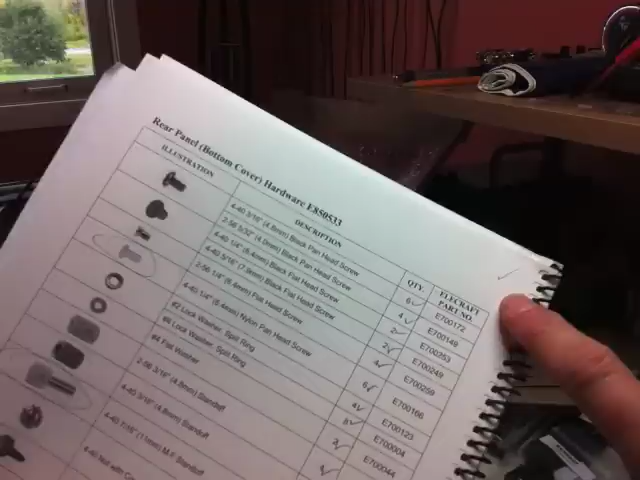 Rear Panel (Bottom Cover) Hardware E850533
ILLUSTRATION DESCRIPTION QTY. ELECRAFT PART NO.
4-40 3/16" (4.8mm) Black Pan Head Screw 6 E700172
2-56 3/32" (4.0mm) Black Pan Head Screw 4 E700149
4-40 1/4" (6.4mm) Black Flat Head Screw 2 E700253
4-40 5/16" (7.9mm) Black Flat Head Screw 2 E700249
2-56 1/4" (6.4mm) Flat Head Screw 4 E700259
4-40 1/4" (6.4mm) Nylon Pan Head Screw 6 E700166
#2 Lock Washer, Split Ring E700123
#4 Lock Washer, Split Ring E700004
#4 Flat Washer E700044
2-56 3/16" (4.8mm) Standoff
4-40 3/16" (4.8mm) Standoff
4-40 7/16" (11mm) M/F Standoff
4-40 Nut with